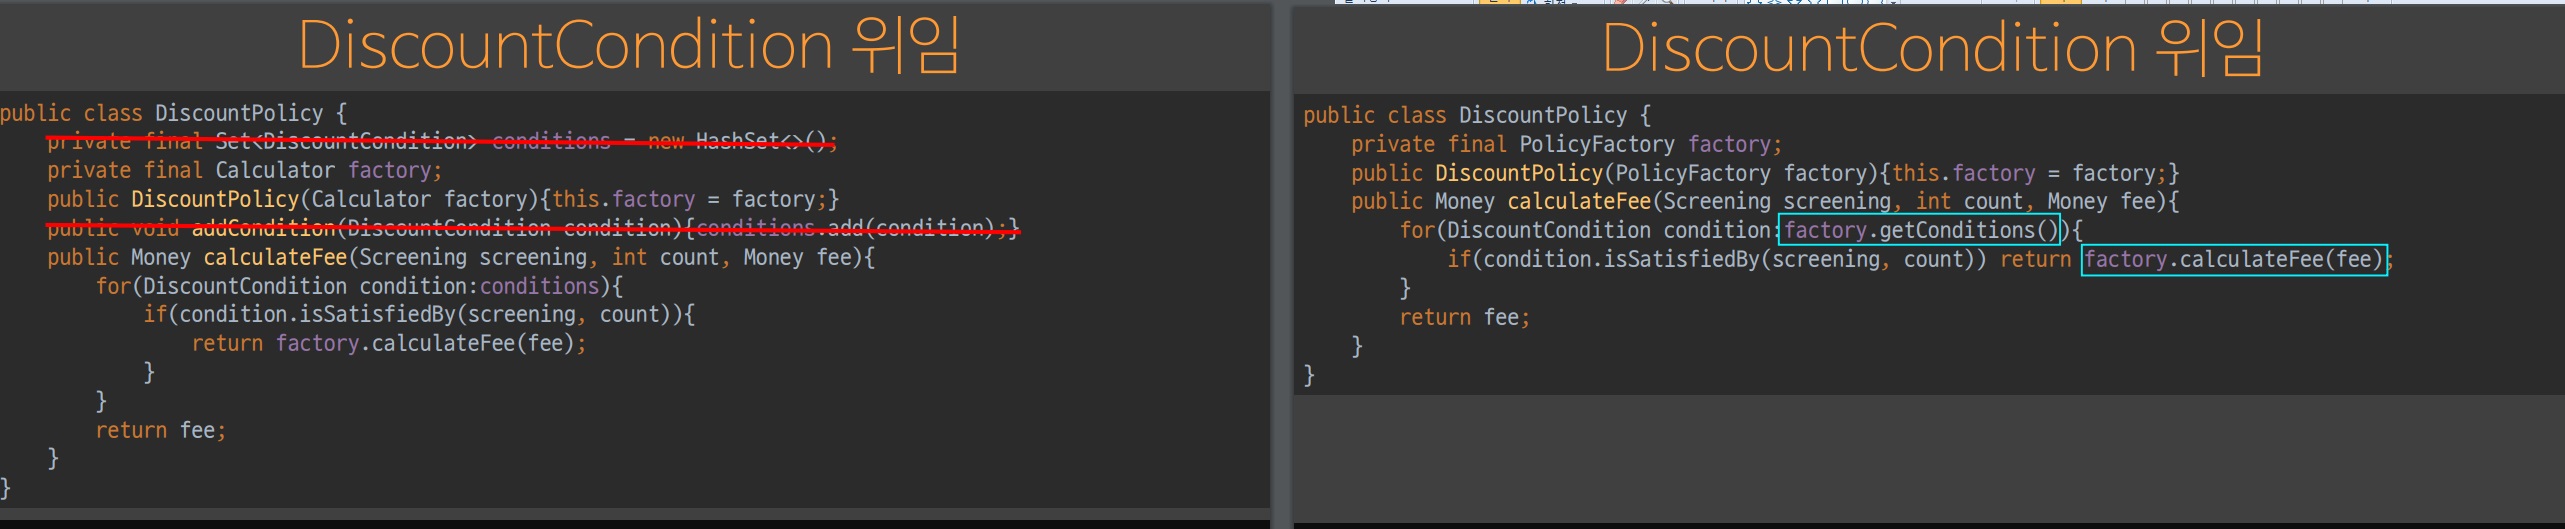 DiscountCondition 위임
public class DiscountPolicy {
private final Set<DiscountCondition> conditions = new HashSet<>();
private final Calculator factory;
public DiscountPolicy(Calculator factory){this.factory = factory;}
public void addCondition(DiscountCondition condition){conditions.add(condition);}
public Money calculateFee(Screening screening, int count, Money fee){
for(DiscountCondition condition:conditions){
if(condition.isSatisfiedBy(screening, count)){
return factory.calculateFee(fee);
}
}
return fee;
}
}
DiscountCondition 위임
public class DiscountPolicy {
private final PolicyFactory factory;
public DiscountPolicy(PolicyFactory factory){this.factory = factory;}
public Money calculateFee(Screening screening, int count, Money fee){
for(DiscountCondition condition:factory.getConditions()){
if(condition.isSatisfiedBy(screening, count)) return factory.calculateFee(fee);
}
return fee;
}
}